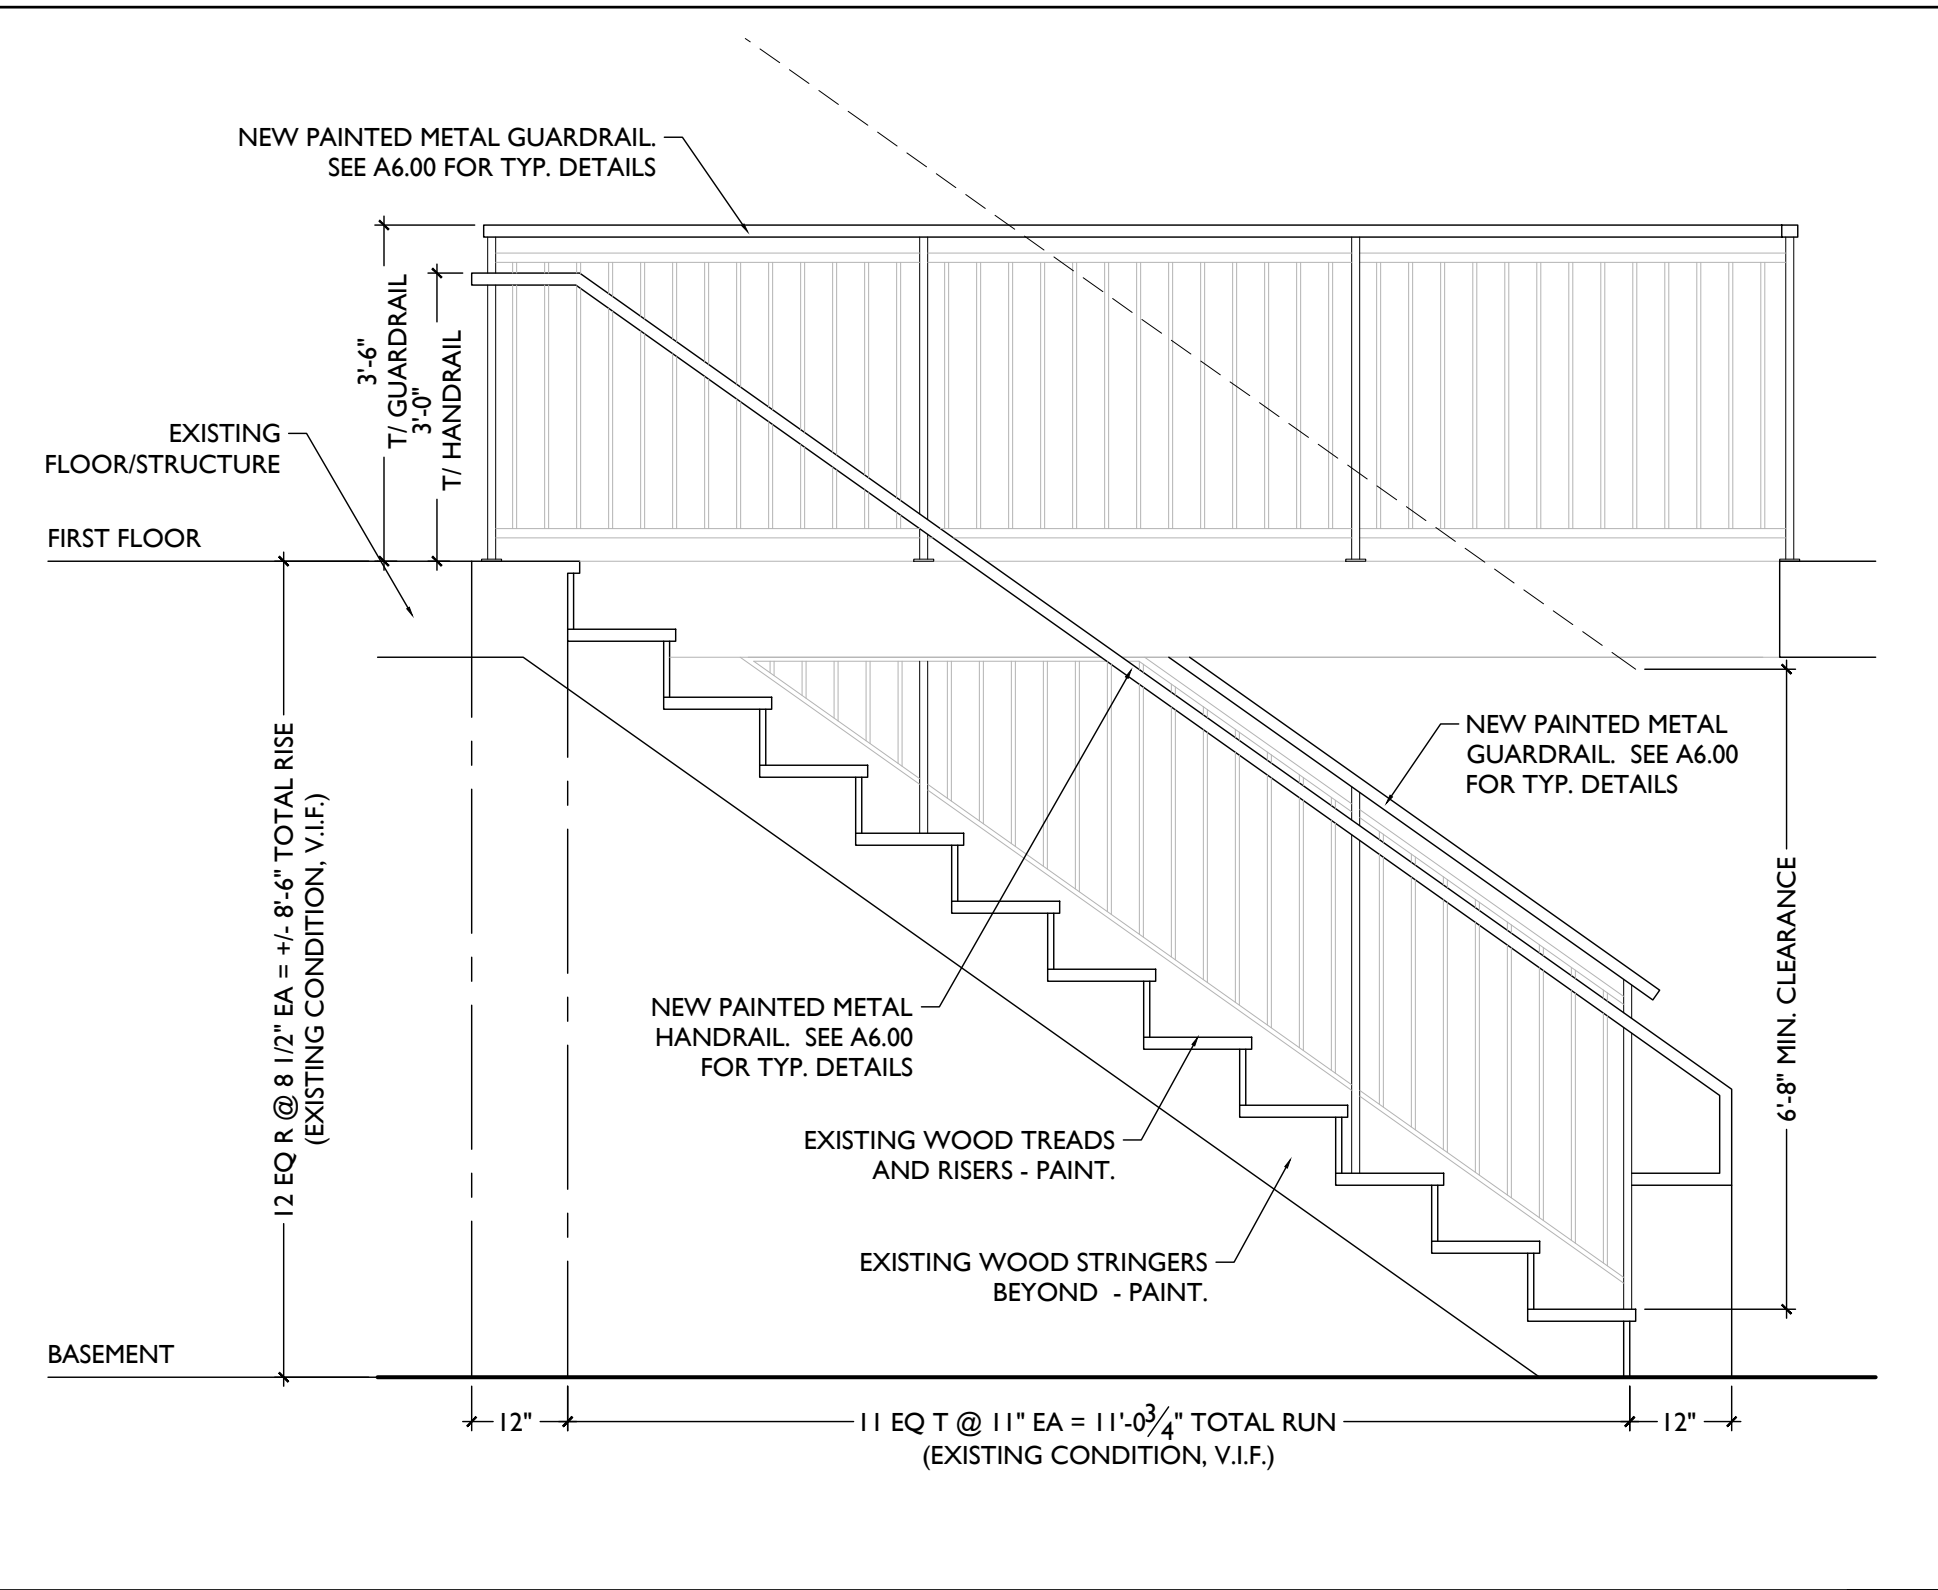 NEW PAINTED METAL GUARDRAIL.
SEE A6.00 FOR TYP. DETAILS
3'-6"
T/ GUARDRAIL
3'-0"
T/ HANDRAIL
EXISTING
FLOOR/STRUCTURE
FIRST FLOOR
NEW PAINTED METAL
GUARDRAIL. SEE A6.00
FOR TYP. DETAILS
12 EQ R @ 8 1/2" EA = +/- 8'-6" TOTAL RISE
(EXISTING CONDITION, V.I.F.)
6'-8" MIN. CLEARANCE
NEW PAINTED METAL
HANDRAIL. SEE A6.00
FOR TYP. DETAILS
EXISTING WOOD TREADS
AND RISERS - PAINT.
EXISTING WOOD STRINGERS
BEYOND - PAINT.
BASEMENT
12"
11 EQ T @ 11" EA = 11'-0 3/4" TOTAL RUN
(EXISTING CONDITION, V.I.F.)
12"